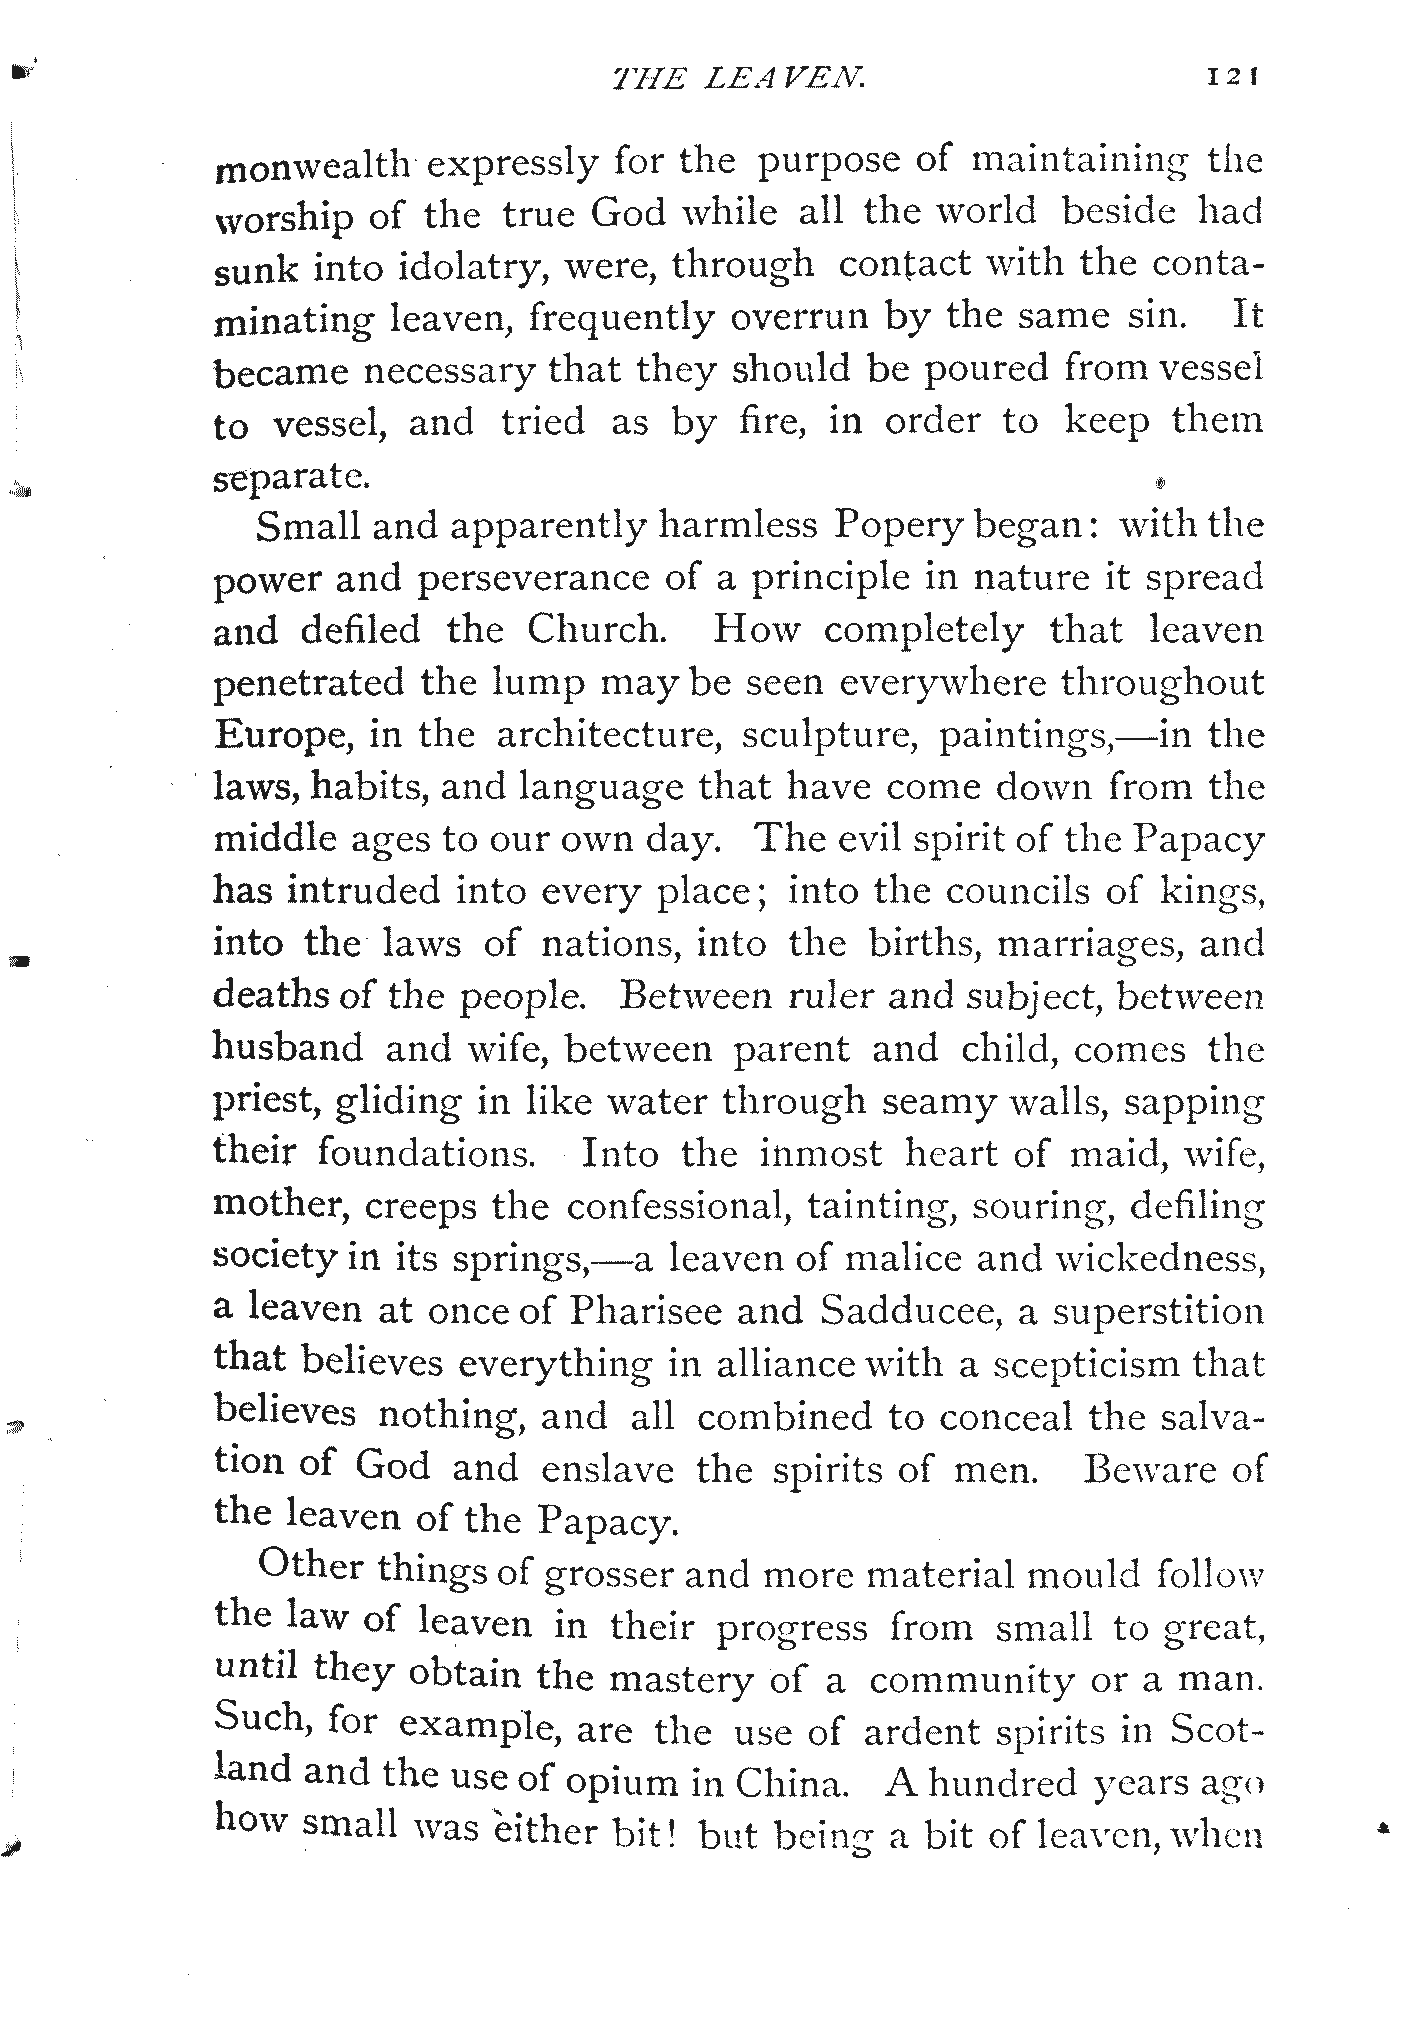 THE LEAVEN. 121
monwealth expressly for the purpose of maintaining the
worship of the true God while all the world beside had
sunk into idolatry, were, through contact with the conta-
minating leaven, frequently overrun by the same sin. It
became necessary that they should be poured from vessel
to vessel, and tried as by fire, in order to keep them
separate.
Small and apparently harmless Popery began: with the
power and perseverance of a principle in nature it spread
and defiled the Church. How completely that leaven
penetrated the lump may be seen everywhere throughout
Europe, in the architecture, sculpture, paintings,—in the
laws, habits, and language that have come down from the
middle ages to our own day. The evil spirit of the Papacy
has intruded into every place; into the councils of kings,
into the laws of nations, into the births, marriages, and
deaths of the people. Between ruler and subject, between
husband and wife, between parent and child, comes the
priest, gliding in like water through seamy walls, sapping
their foundations. Into the inmost heart of maid, wife,
mother, creeps the confessional, tainting, souring, defiling
society in its springs,—a leaven of malice and wickedness,
a leaven at once of Pharisee and Sadducee, a superstition
that believes everything in alliance with a scepticism that
believes nothing, and all combined to conceal the salva-
tion of God and enslave the spirits of men. Beware of
the leaven of the Papacy.
Other things of grosser and more material mould follow
the law of leaven in their progress from small to great,
until they obtain the mastery of a community or a man.
Such, for example, are the use of ardent spirits in Scot-
land and the use of opium in China. A hundred years ago
how small was either bit! but being a bit of leaven, when